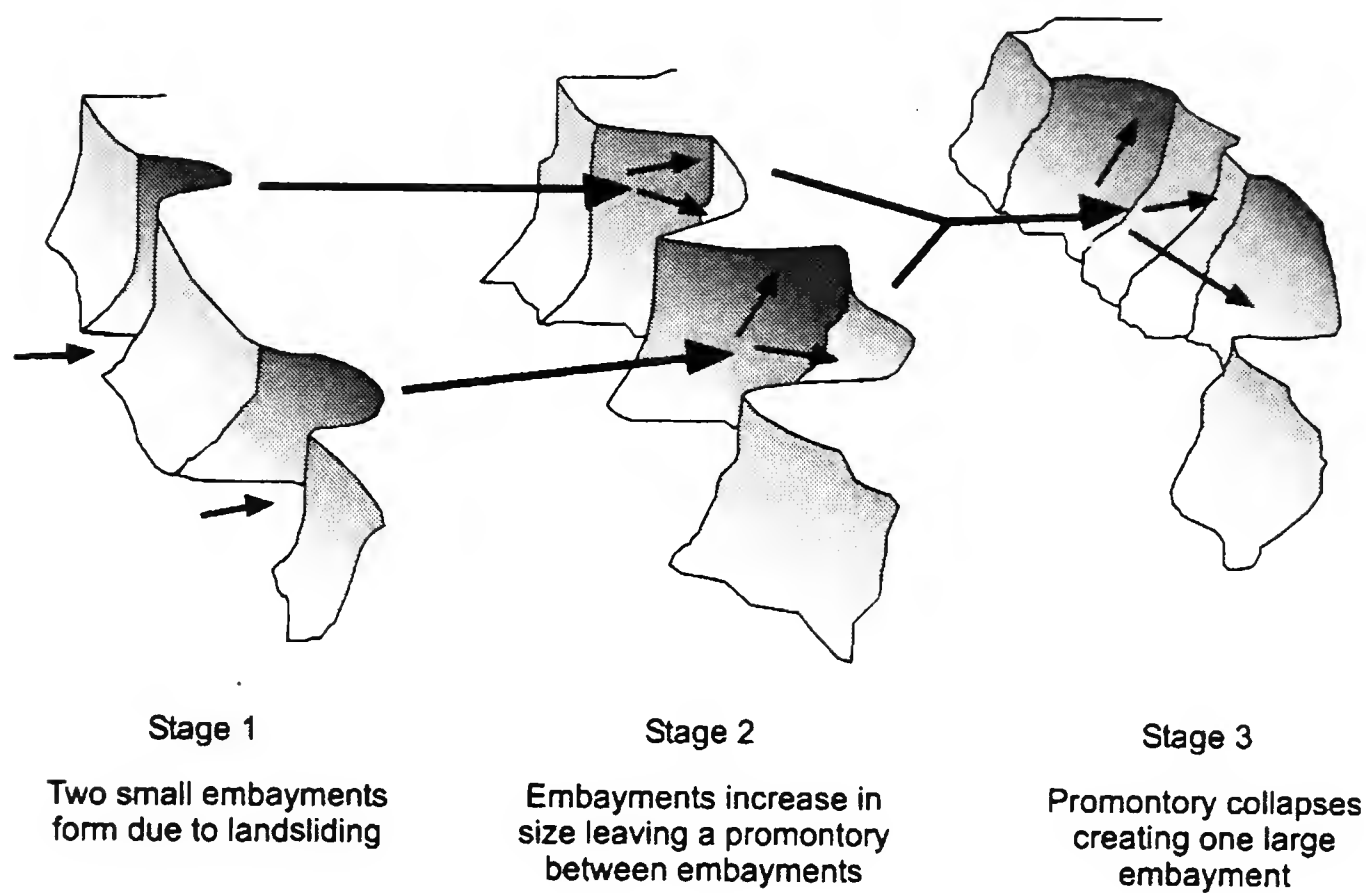 Stage 1
Two small embayments
form due to landsliding
Stage 2
Embayments increase in
size leaving a promontory
between embayments
Stage 3
Promontory collapses
creating one large
embayment